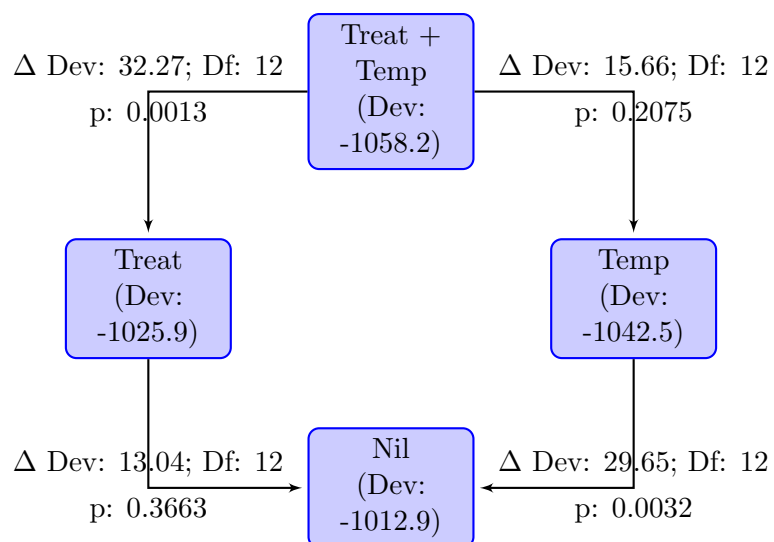 Treat +
Temp
(Dev:
-1058.2)
Δ Dev: 32.27; Df: 12
p: 0.0013
Δ Dev: 15.66; Df: 12
p: 0.2075
Treat
(Dev:
-1025.9)
Temp
(Dev:
-1042.5)
Δ Dev: 13.04; Df: 12
p: 0.3663
Nil
(Dev:
-1012.9)
Δ Dev: 29.65; Df: 12
p: 0.0032